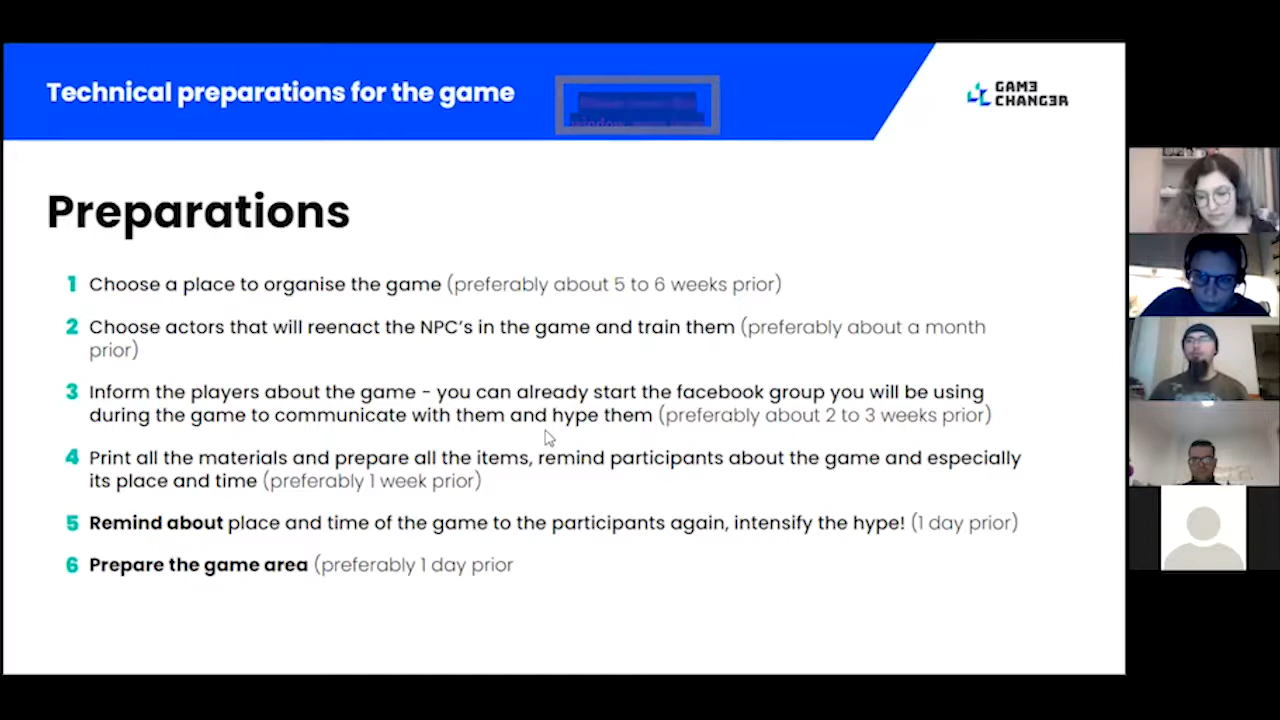 Technical preparations for the game
GAME
CHANGER
Preparations
1 Choose a place to organise the game (preferably about 5 to 6 weeks prior)
2 Choose actors that will reenact the NPC's in the game and train them (preferably about a month
prior)
3 Inform the players about the game - you can already start the facebook group you will be using
during the game to communicate with them and hype them (preferably about 2 to 3 weeks prior)
4 Print all the materials and prepare all the items, remind participants about the game and especially
its place and time (preferably 1 week prior)
5 Remind about place and time of the game to the participants again, intensify the hype! (1 day prior)
6 Prepare the game area (preferably 1 day prior